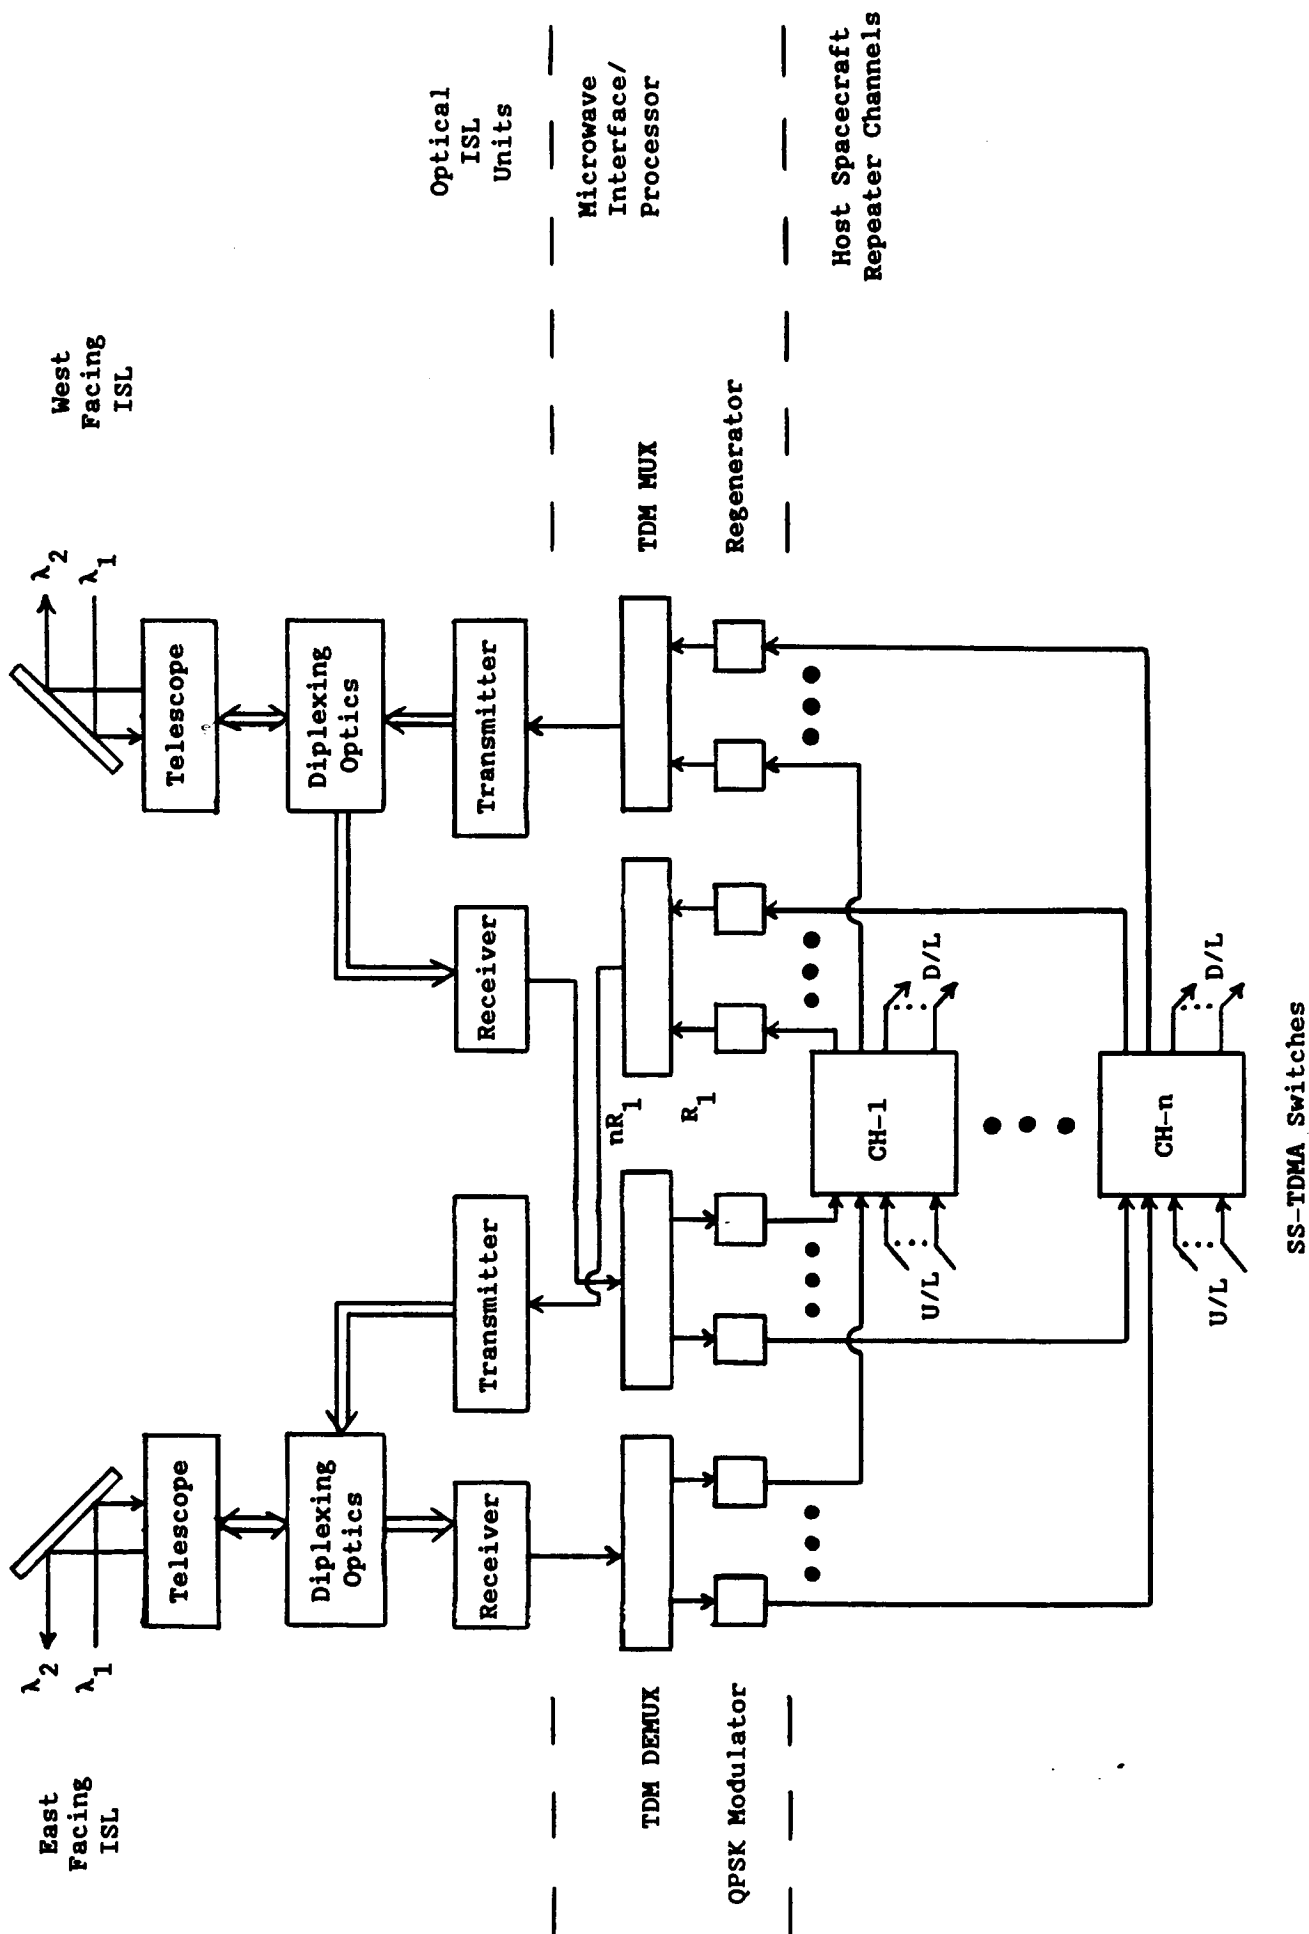 East
Facing
ISL
λ2
λ1
λ2
λ1
West
Facing
ISL
Telescope
Telescope
Diplexing
Optics
Diplexing
Optics
Optical
ISL
Units
Receiver
Transmitter
Receiver
Transmitter
Microwave
Interface/
Processor
TDM DEMUX
nR1
TDM MUX
QPSK Modulator
R1
Regenerator
Host Spacecraft
Repeater Channels
CH-1
U/L
D/L
CH-n
U/L
D/L
SS-TDMA Switches